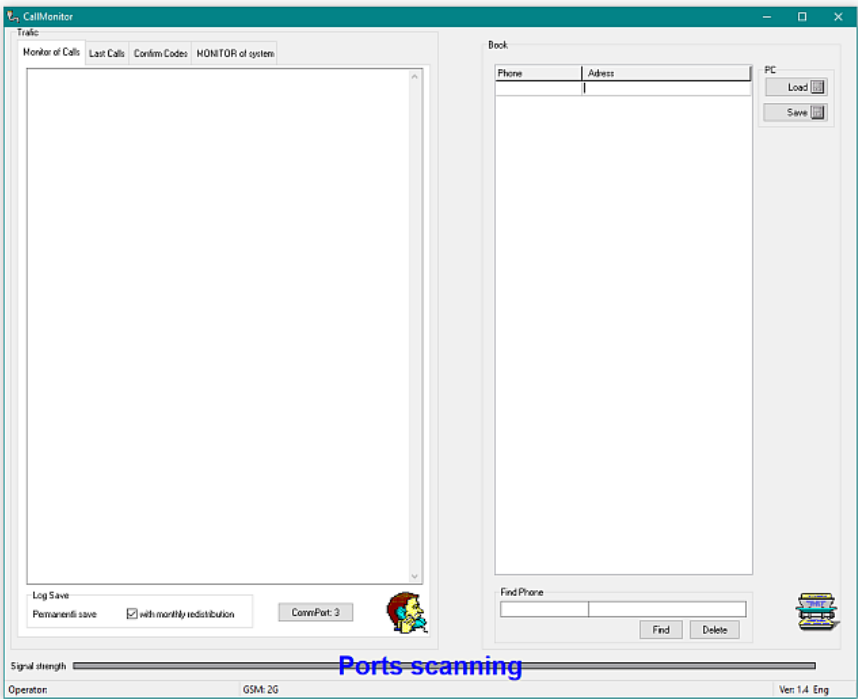 CallMonitor
Trafic
Monitor of Calls
Last Calls
Confirm Codes
MONITOR of system
Book
Phone
Adress
PC
Load
Save
Log Save
Permanentli save
with monthly redistribution
CommPort: 3
Find Phone
Find
Delete
Signal strength
Ports scanning
Operator:
GSM: 2G
Ver: 1.4 Eng